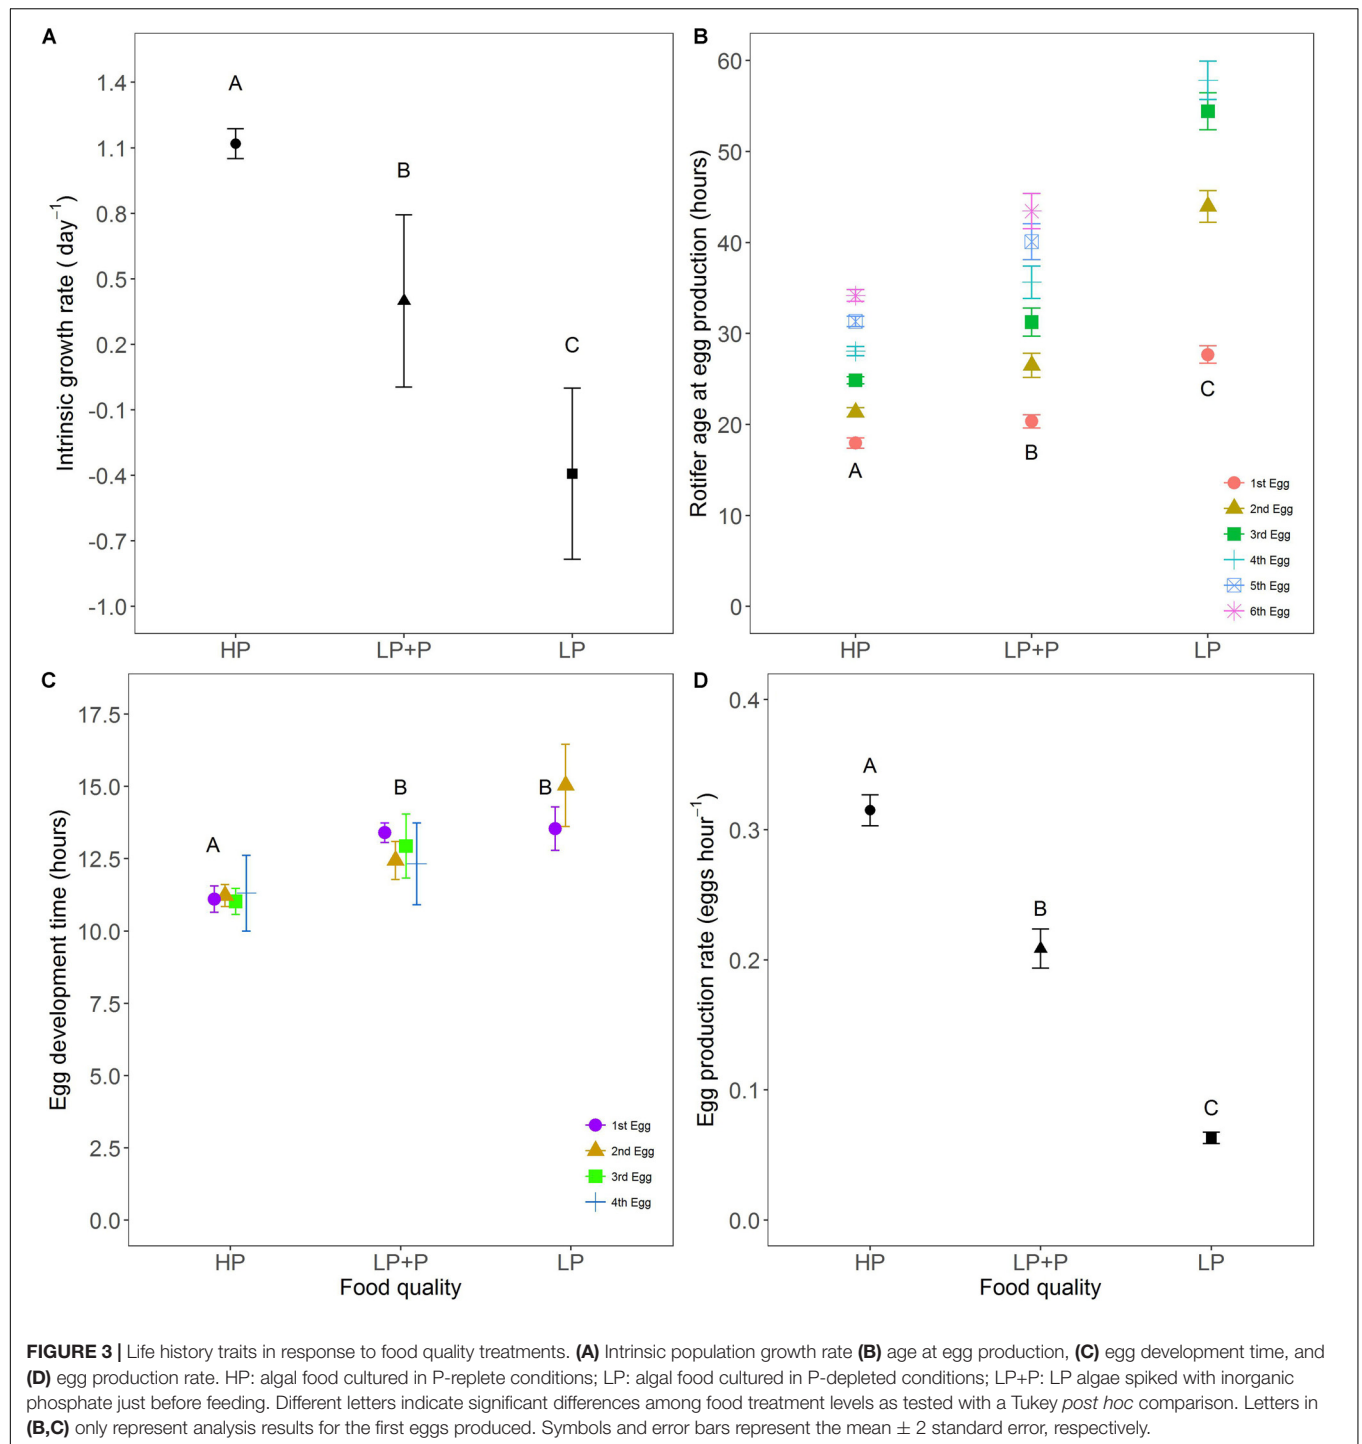 A
1.4
1.1
0.8
0.5
0.2
-0.1
-0.4
-0.7
-1.0
Intrinsic growth rate ( day⁻¹)
A
B
C
HP
LP+P
LP
B
60
50
40
30
20
10
0
Rotifer age at egg production (hours)
A
B
C
1st Egg
2nd Egg
3rd Egg
4th Egg
5th Egg
6th Egg
HP
LP+P
LP
C
17.5
15.0
12.5
10.0
7.5
5.0
2.5
0.0
Egg development time (hours)
A
B
B
1st Egg
2nd Egg
3rd Egg
4th Egg
HP
LP+P
LP
Food quality
D
0.4
0.3
0.2
0.1
0.0
Egg production rate (eggs hour⁻¹)
A
B
C
HP
LP+P
LP
Food quality
FIGURE 3 | Life history traits in response to food quality treatments. (A) Intrinsic population growth rate (B) age at egg production, (C) egg development time, and
(D) egg production rate. HP: algal food cultured in P-replete conditions; LP: algal food cultured in P-depleted conditions; LP+P: LP algae spiked with inorganic
phosphate just before feeding. Different letters indicate significant differences among food treatment levels as tested with a Tukey post hoc comparison. Letters in
(B,C) only represent analysis results for the first eggs produced. Symbols and error bars represent the mean ± 2 standard error, respectively.